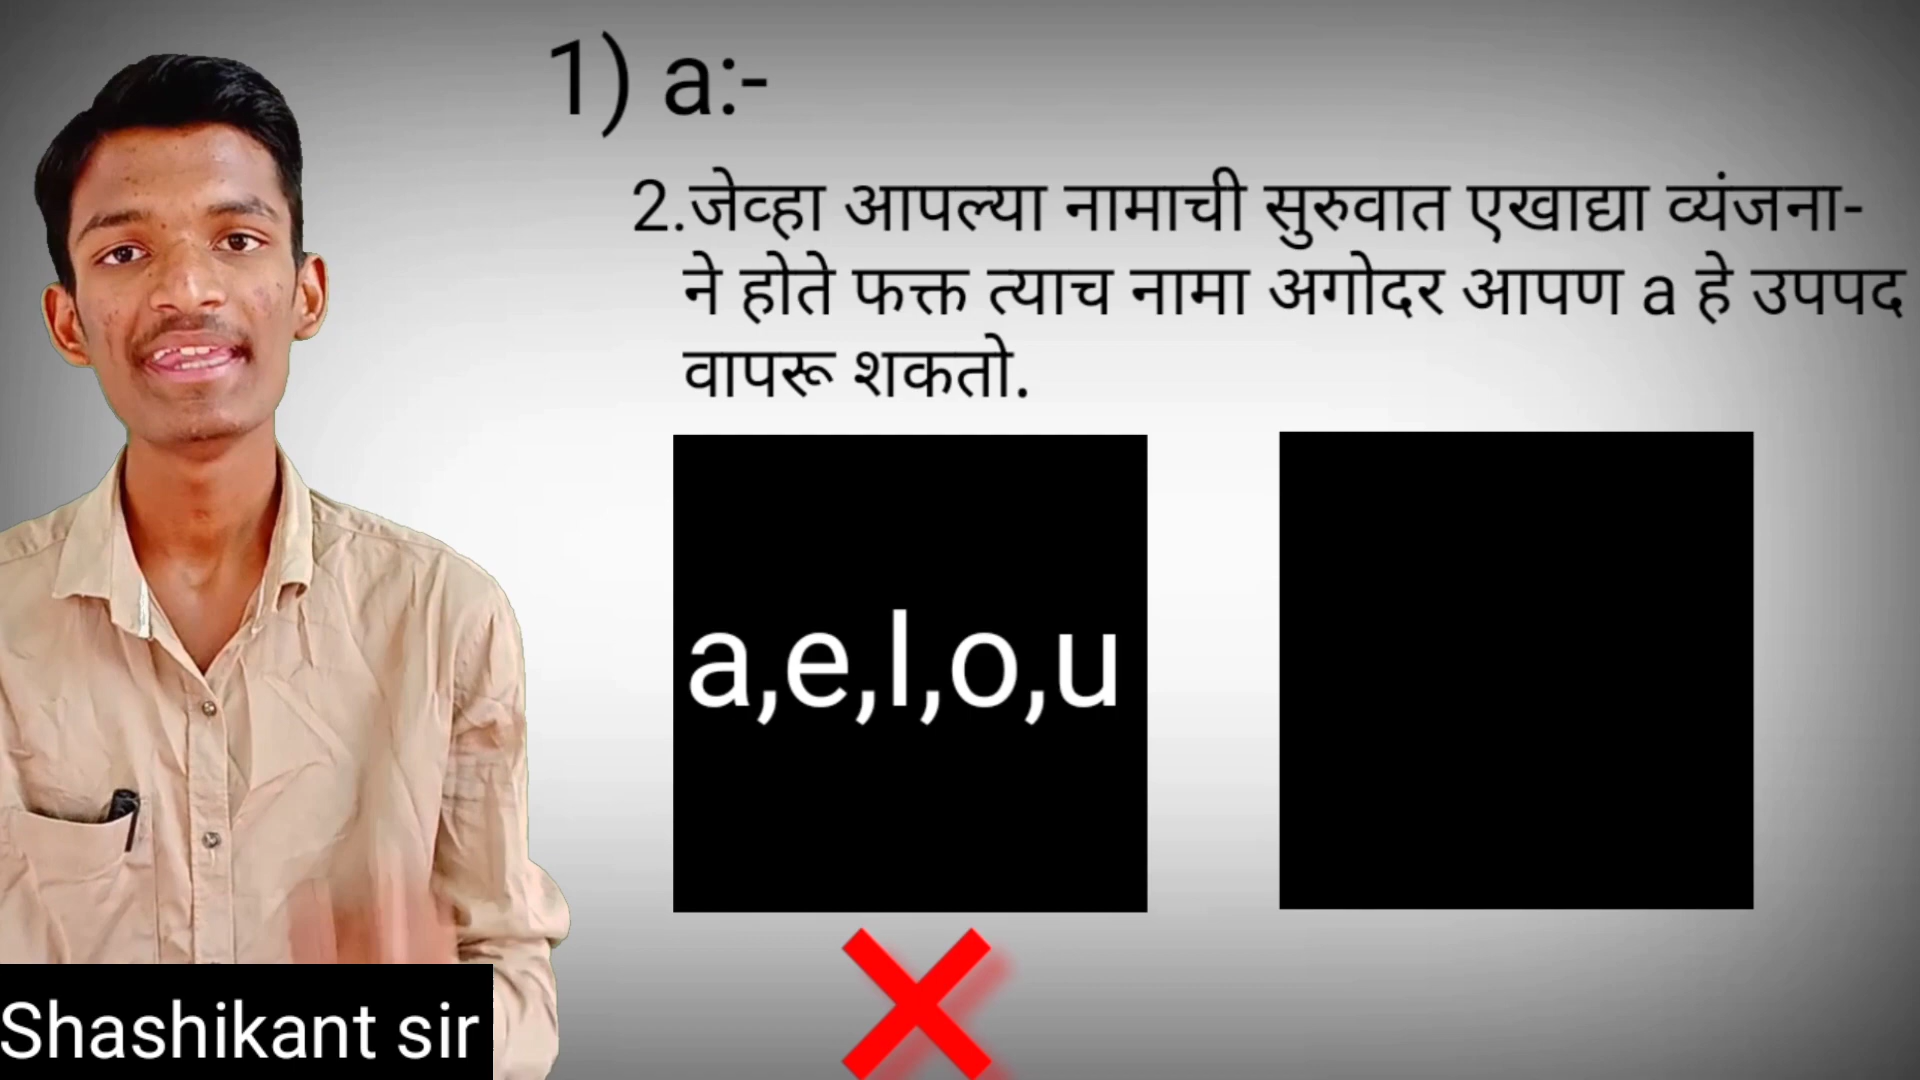 1) a:-
2.जेव्हा आपल्या नामाची सुरुवात एखाद्या व्यंजना-
ने होते फक्त त्याच नामा अगोदर आपण a हे उपपद
वापरू शकतो.
a,e,l,o,u
Shashikant sir